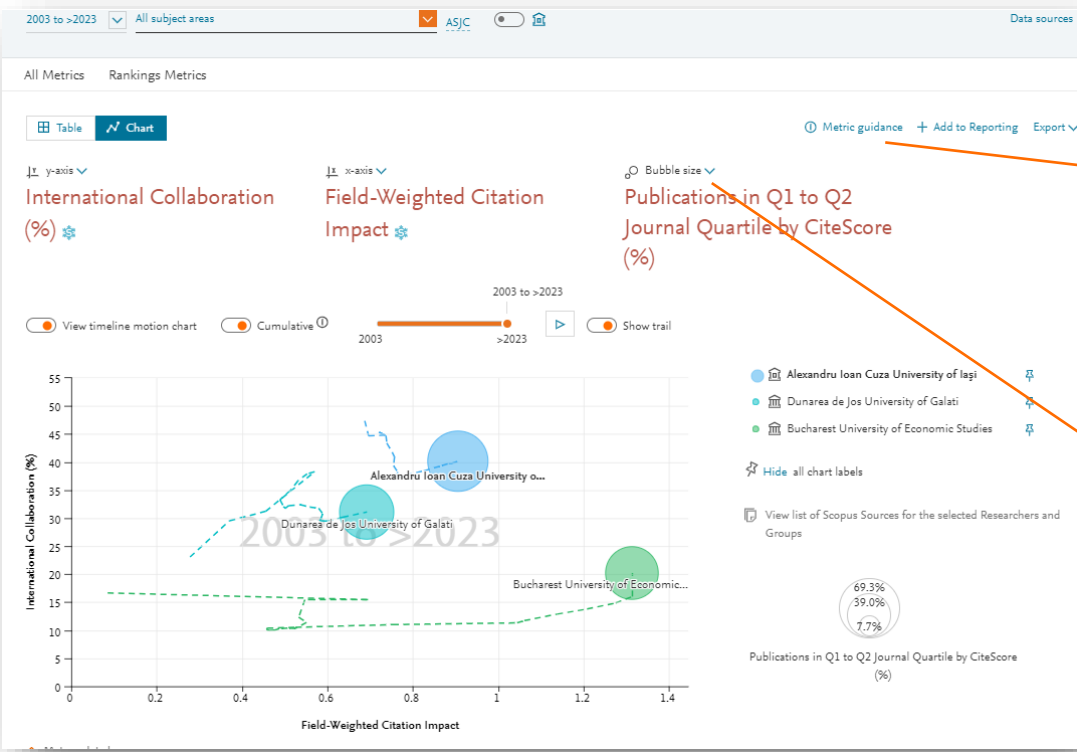 2003 to >2023 All subject areas ASJC Data sources
All Metrics Rankings Metrics
Table Chart Metric guidance + Add to Reporting Export
y-axis x-axis Bubble size
International Collaboration
(%)
Field-Weighted Citation
Impact
Publications in Q1 to Q2
Journal Quartile by CiteScore
(%)
2003 to >2023
View timeline motion chart Cumulative Show trail
2003 >2023
Alexandru Ioan Cuza University of Iaşi
Dunarea de Jos University of Galati
Bucharest University of Economic Studies
Hide all chart labels
View list of Scopus Sources for the selected Researchers and
Groups
69.3%
39.0%
7.7%
Publications in Q1 to Q2 Journal Quartile by CiteScore
(%)
International Collaboration (%)
55
50
45
40
35
30
25
20
15
10
5
0
Alexandru Ioan Cuza University o...
Dunarea de Jos University of Galati
2003 to >2023
Bucharest University of Economic...
0 0.2 0.4 0.6 0.8 1 1.2 1.4
Field-Weighted Citation Impact